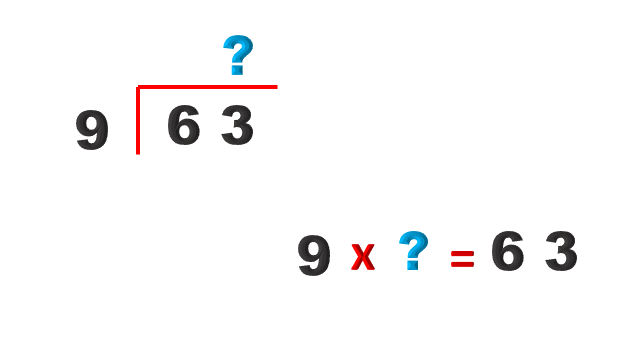 ?
9 63
9 x ? = 63